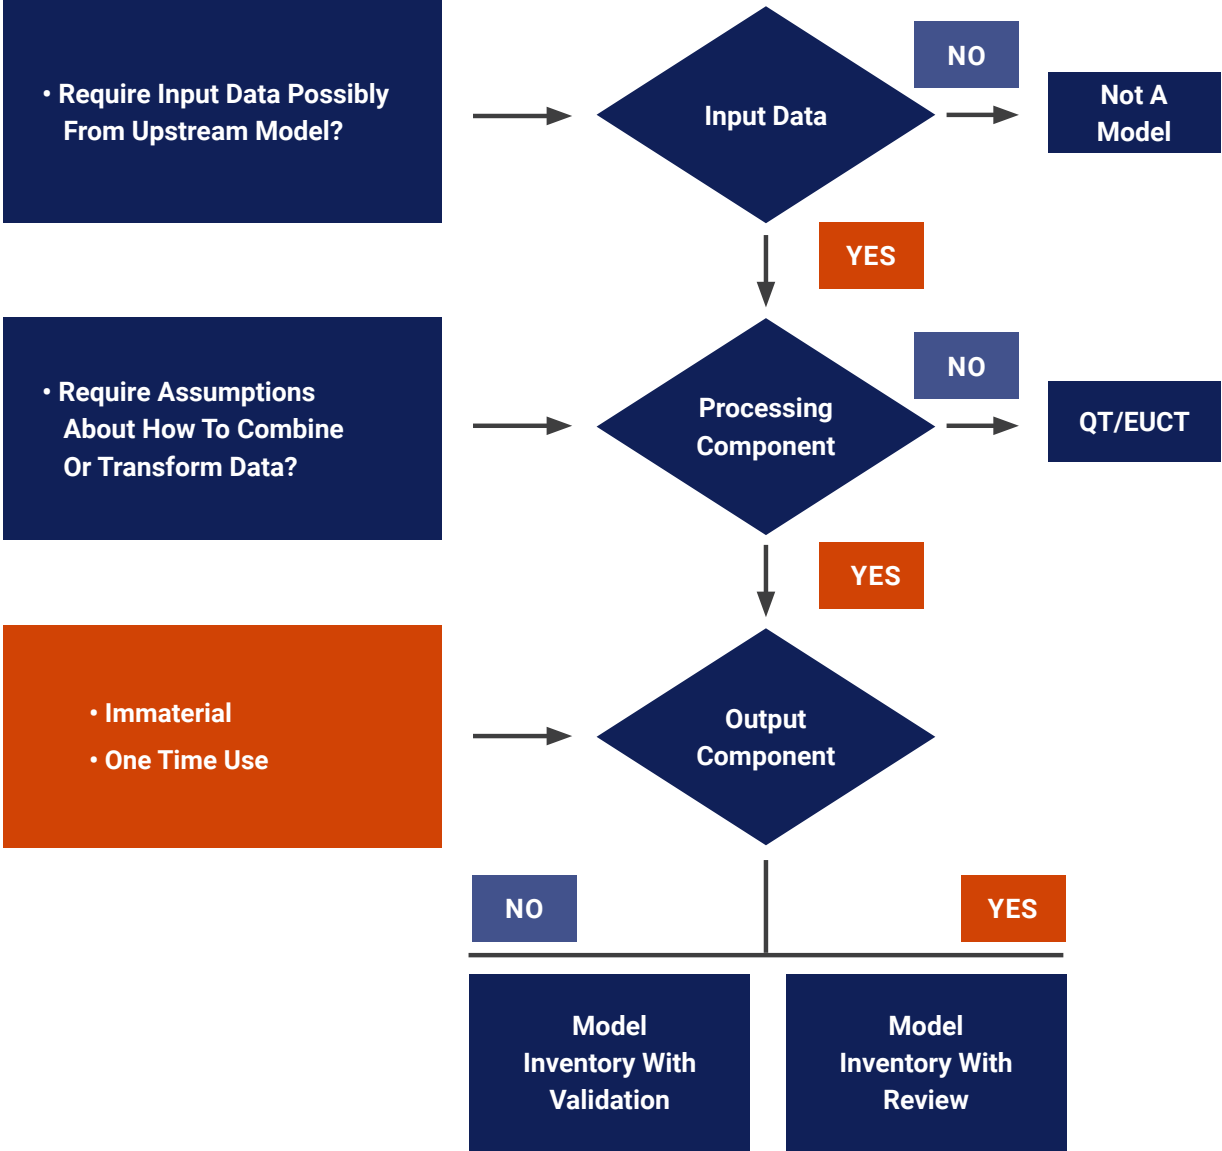 • Require Input Data Possibly
From Upstream Model?
Input Data
NO
Not A
Model
YES
• Require Assumptions
About How To Combine
Or Transform Data?
Processing
Component
NO
QT/EUCT
YES
• Immaterial
• One Time Use
Output
Component
NO
YES
Model
Inventory With
Validation
Model
Inventory With
Review